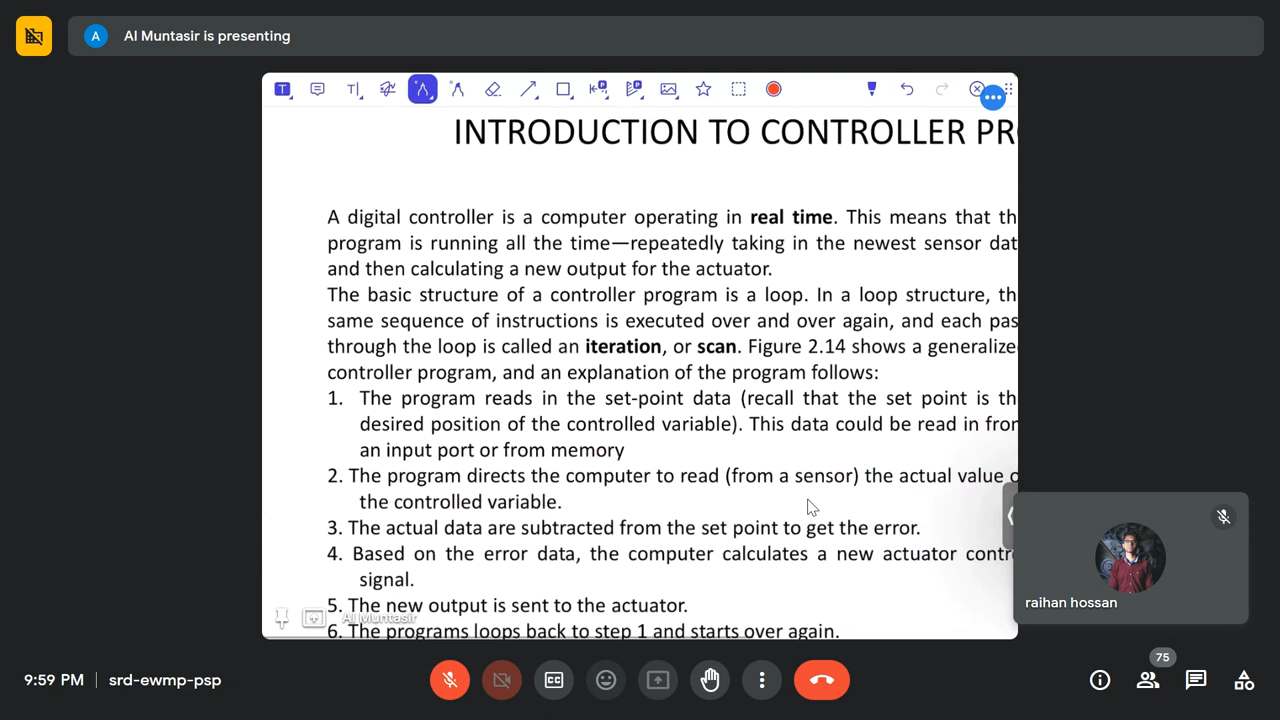 A
Al Muntasir is presenting
INTRODUCTION TO CONTROLLER PR
A digital controller is a computer operating in real time. This means that th
program is running all the time—repeatedly taking in the newest sensor dat
and then calculating a new output for the actuator.
The basic structure of a controller program is a loop. In a loop structure, th
same sequence of instructions is executed over and over again, and each pas
through the loop is called an iteration, or scan. Figure 2.14 shows a generalize
controller program, and an explanation of the program follows:
1. The program reads in the set-point data (recall that the set point is th
desired position of the controlled variable). This data could be read in from
an input port or from memory
2. The program directs the computer to read (from a sensor) the actual value o
the controlled variable.
3. The actual data are subtracted from the set point to get the error.
4. Based on the error data, the computer calculates a new actuator contr
signal.
5. The new output is sent to the actuator.
Al Muntasir
6. The programs loops back to step 1 and starts over again.
raihan hossan
9:59 PM | srd-ewmp-psp
CC
75